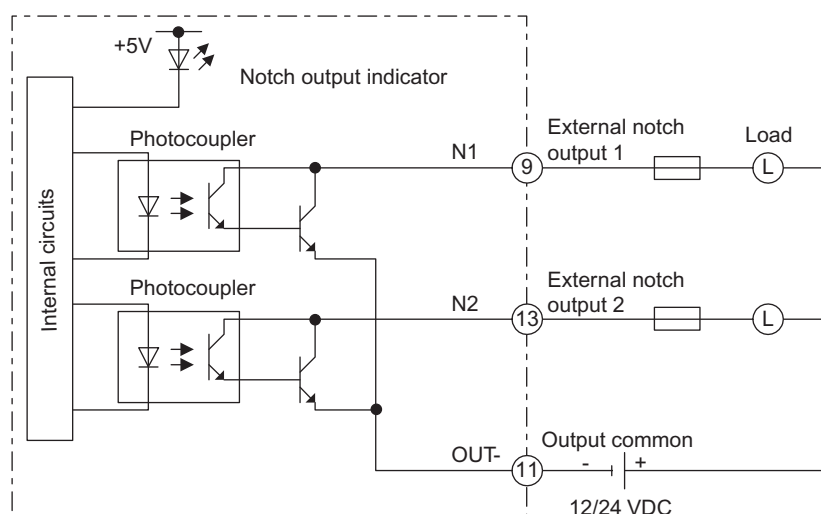 +5V
Notch output indicator
Internal circuits
Photocoupler
N1
9
External notch
output 1
Load
L
Photocoupler
N2
13
External notch
output 2
L
OUT-
11
Output common
- +
12/24 VDC